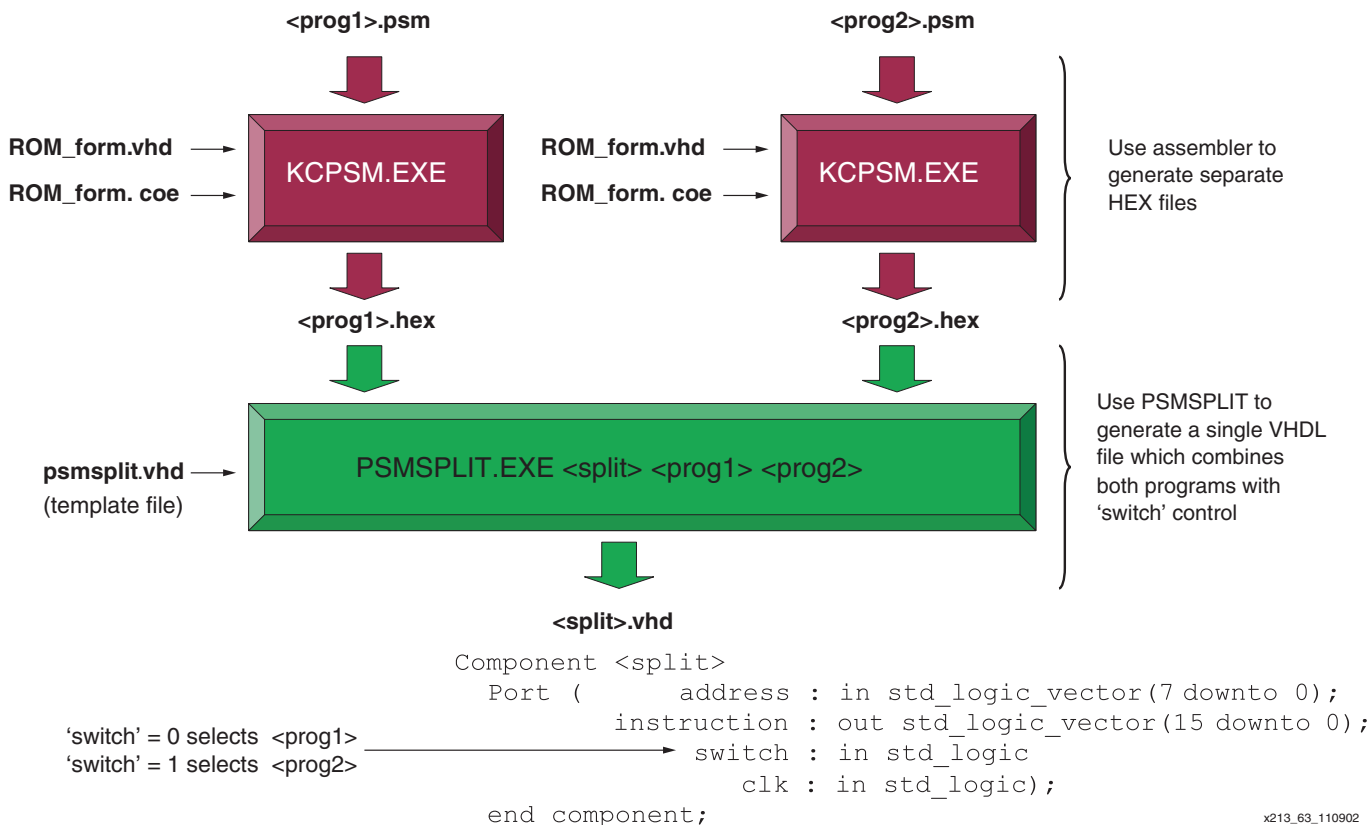 <prog1>.psm
<prog2>.psm
ROM_form.vhd
ROM_form. coe
KCPSM.EXE
ROM_form.vhd
ROM_form. coe
KCPSM.EXE
Use assembler to
generate separate
HEX files
<prog1>.hex
<prog2>.hex
psmsplit.vhd
(template file)
PSMSPLIT.EXE <split> <prog1> <prog2>
Use PSMSPLIT to
generate a single VHDL
file which combines
both programs with
‘switch’ control
<split>.vhd
Component <split>
Port ( address : in std_logic_vector(7 downto 0);
instruction : out std_logic_vector(15 downto 0);
switch : in std_logic
clk : in std_logic);
end component;
‘switch’ = 0 selects <prog1>
‘switch’ = 1 selects <prog2>
x213_63_110902